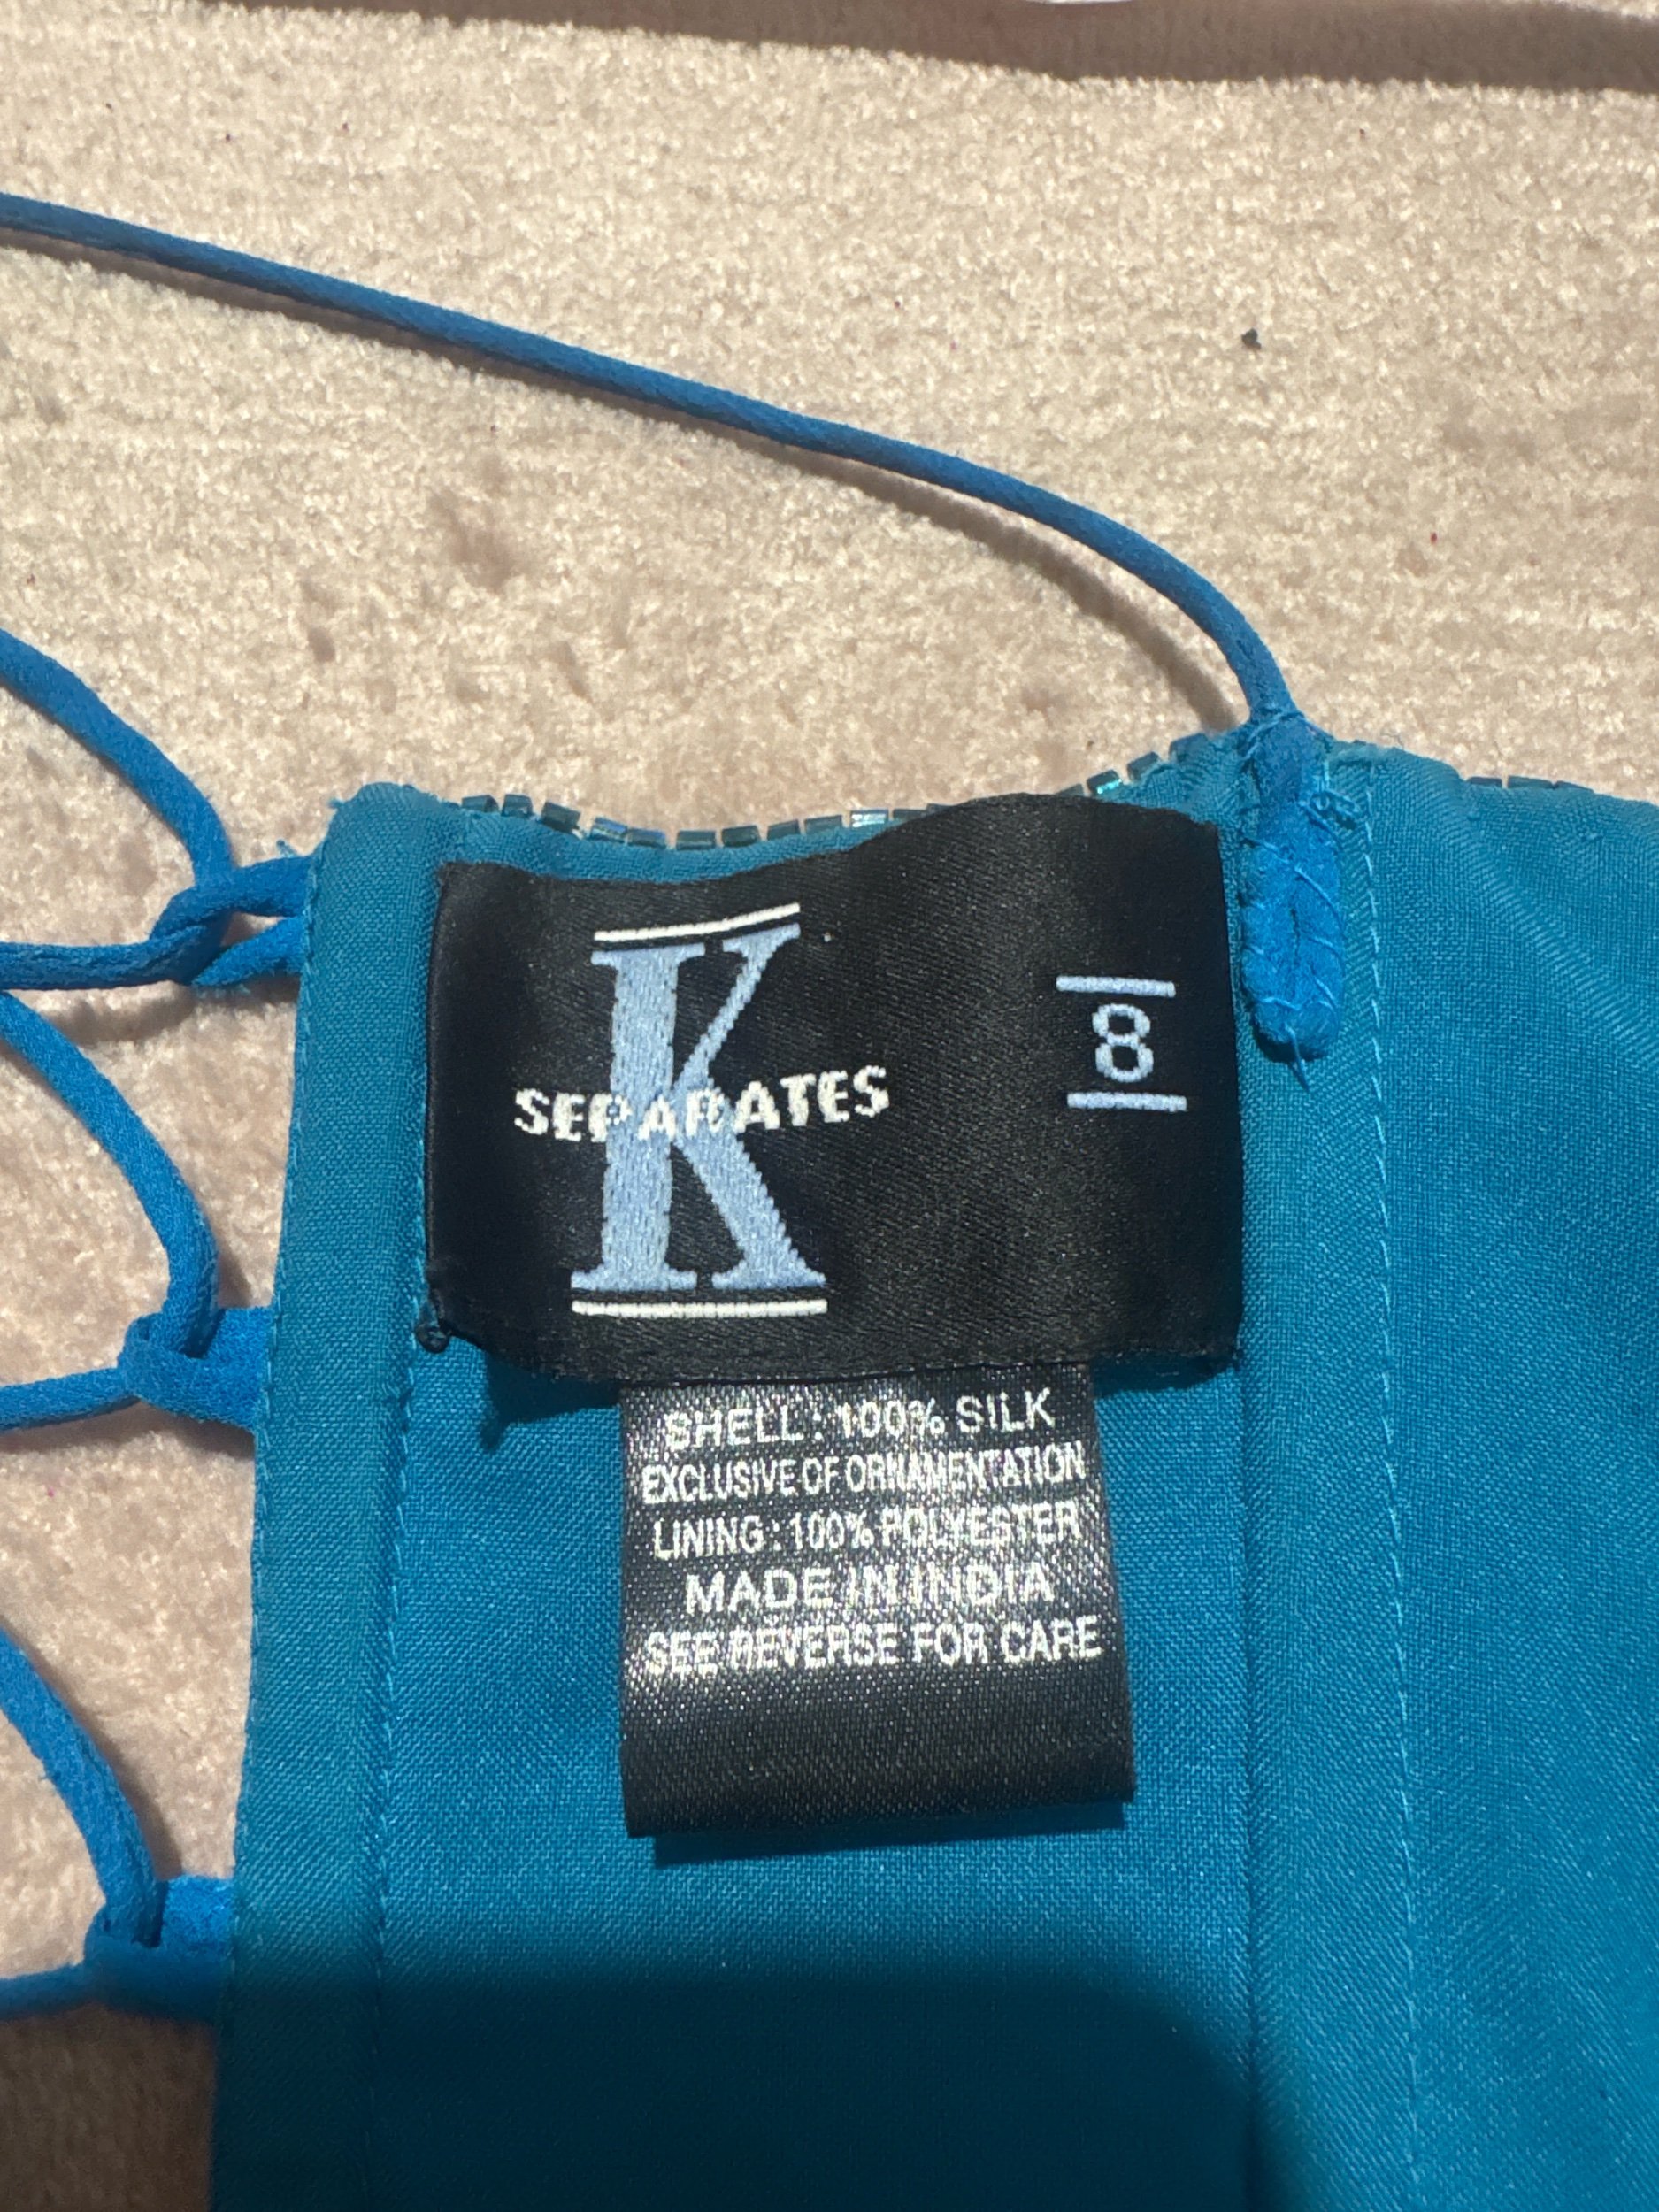 K
SEPARATES
8
SHELL : 100% SILK
EXCLUSIVE OF ORNAMENTATION
LINING : 100% POLYESTER
MADE IN INDIA
SEE REVERSE FOR CARE